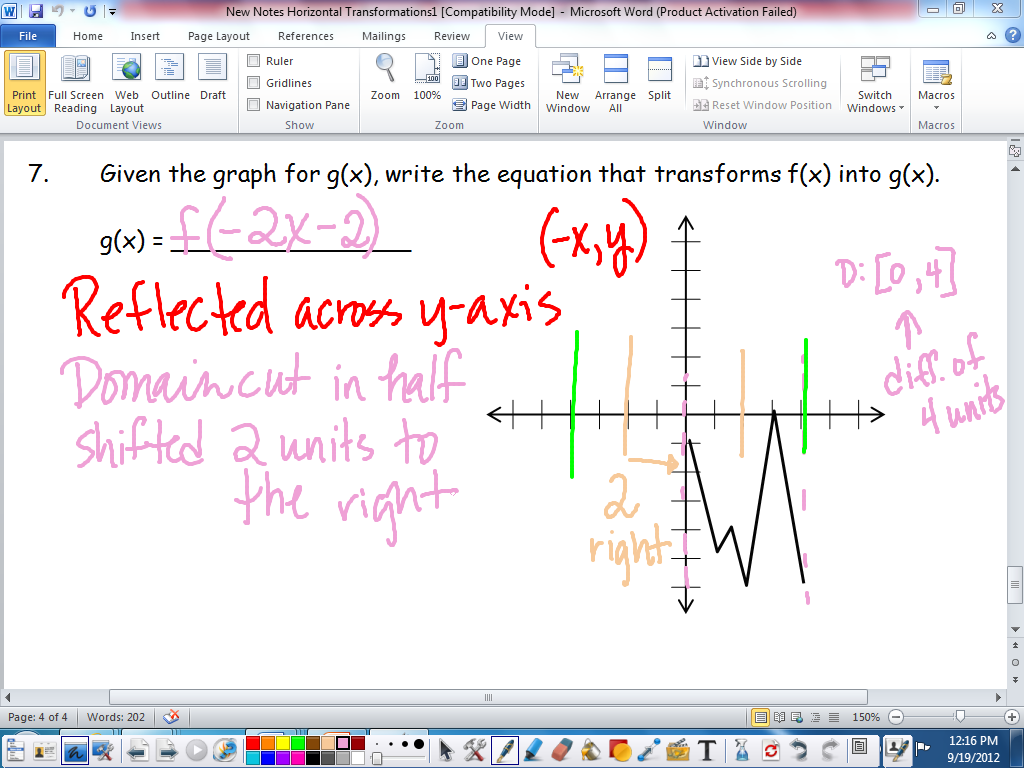 New Notes Horizontal Transformations1 [Compatibility Mode] - Microsoft Word (Product Activation Failed)
File Home Insert Page Layout References Mailings Review View
Print Layout
Full Screen Reading
Web Layout
Outline
Draft
Document Views
Ruler
Gridlines
Navigation Pane
Show
Zoom
100%
One Page
Two Pages
Page Width
Zoom
New Window
Arrange All
Split
View Side by Side
Synchronous Scrolling
Reset Window Position
Window
Switch Windows
Macros
Macros
7. Given the graph for g(x), write the equation that transforms f(x) into g(x).
g(x) = f(-2x-2)
(-x,y)
Reflected across y-axis
Domain cut in half
shifted 2 units to
the right
2
right
D: [0,4]
diff. of
4 units
Page: 4 of 4 Words: 202 150%
12:16 PM
9/19/2012